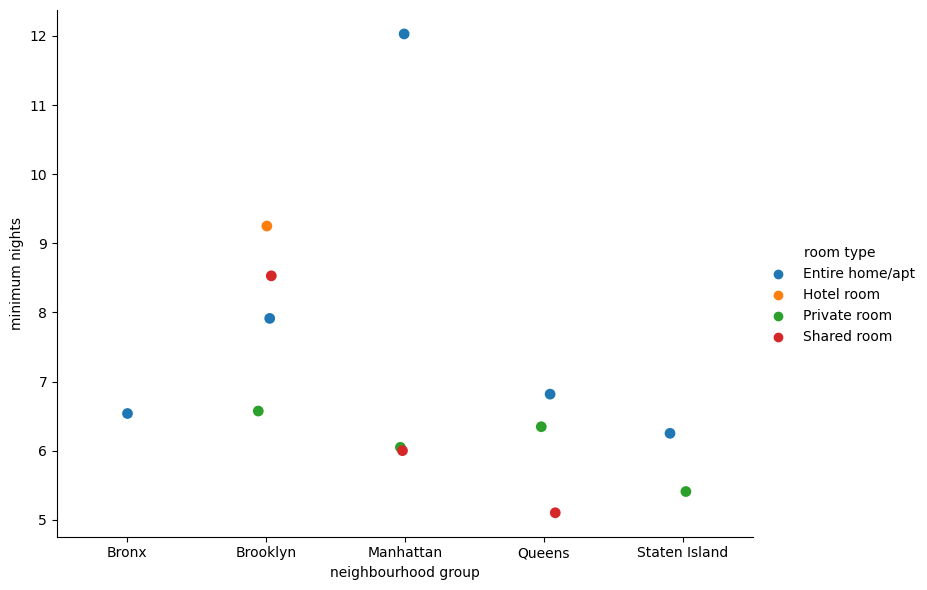 12
11
10
9
8
7
6
5
minimum nights
Bronx
Brooklyn
Manhattan
Queens
Staten Island
neighbourhood group
room type
Entire home/apt
Hotel room
Private room
Shared room